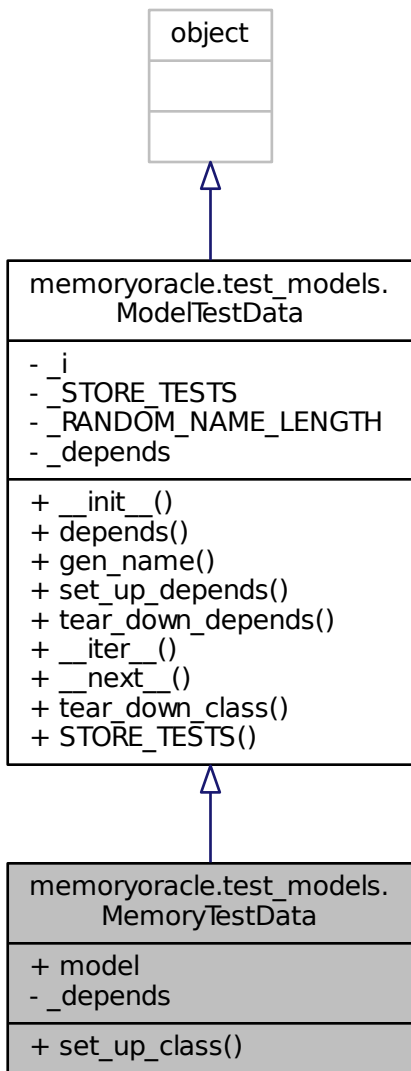 object
memoryoracle.test_models.
ModelTestData
- _i
- _STORE_TESTS
- _RANDOM_NAME_LENGTH
- _depends
+ __init__()
+ depends()
+ gen_name()
+ set_up_depends()
+ tear_down_depends()
+ __iter__()
+ __next__()
+ tear_down_class()
+ STORE_TESTS()
memoryoracle.test_models.
MemoryTestData
+ model
- _depends
+ set_up_class()